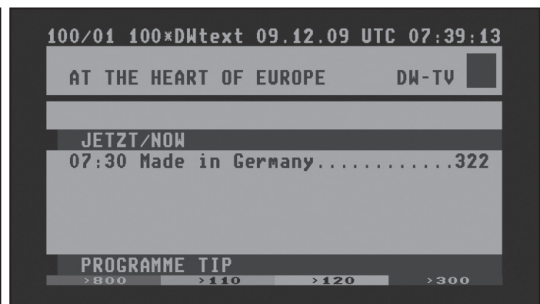 100/01 100*DWtext 09.12.09 UTC 07:39:13
AT THE HEART OF EUROPE DW-TV
JETZT/NOW
07:30 Made in Germany............322
PROGRAMME TIP
>800 >110 >120 >300